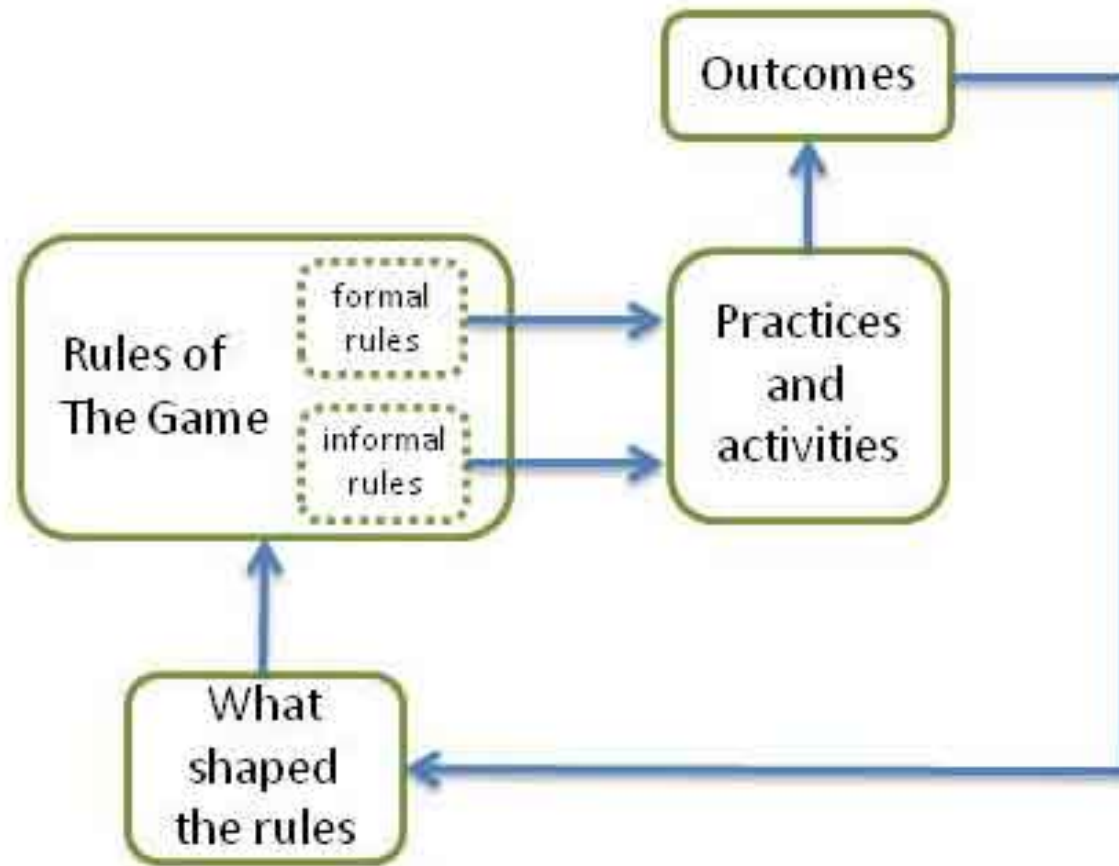 Outcomes
Rules of
The Game
formal
rules
informal
rules
Practices
and
activities
What
shaped
the rules